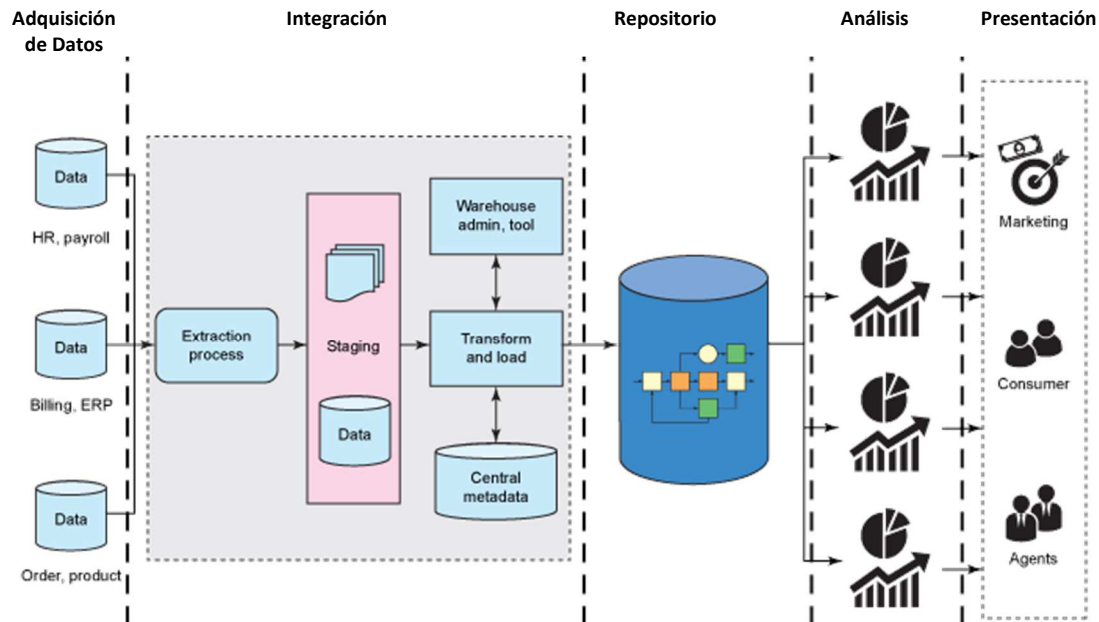 Adquisición
de Datos
Integración
Repositorio
Análisis
Presentación
Data
HR, payroll
Data
Billing, ERP
Data
Order, product
Extraction
process
Staging
Data
Warehouse
admin, tool
Transform
and load
Central
metadata
Marketing
Consumer
Agents